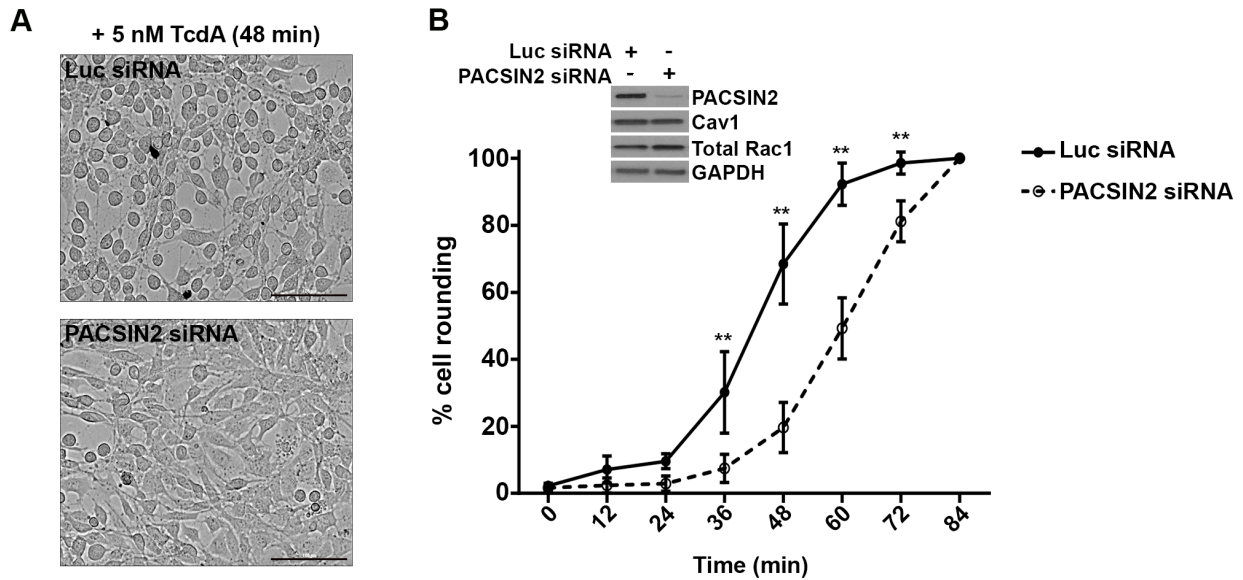 A
+ 5 nM TcdA (48 min)
Luc siRNA
PACSIN2 siRNA
B
Luc siRNA + -
PACSIN2 siRNA - +
PACSIN2
Cav1
Total Rac1
GAPDH
% cell rounding
100
80
60
40
20
0
**
**
**
**
0 12 24 36 48 60 72 84
Time (min)
Luc siRNA
PACSIN2 siRNA